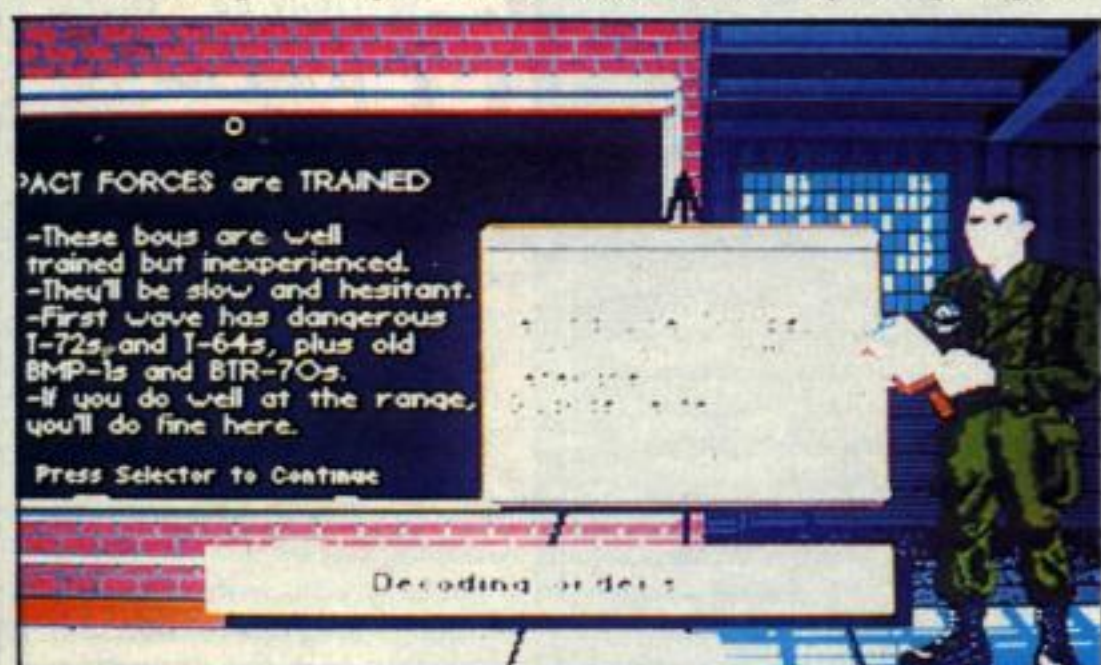 PACT FORCES are TRAINED
-These boys are well
trained but inexperienced.
-They'll be slow and hesitant.
-First wave has dangerous
T-72s, and T-64s, plus old
BMP-1s and BTR-70s.
-If you do well at the range,
you'll do fine here.
Press Selector to Continue
Decoding orders